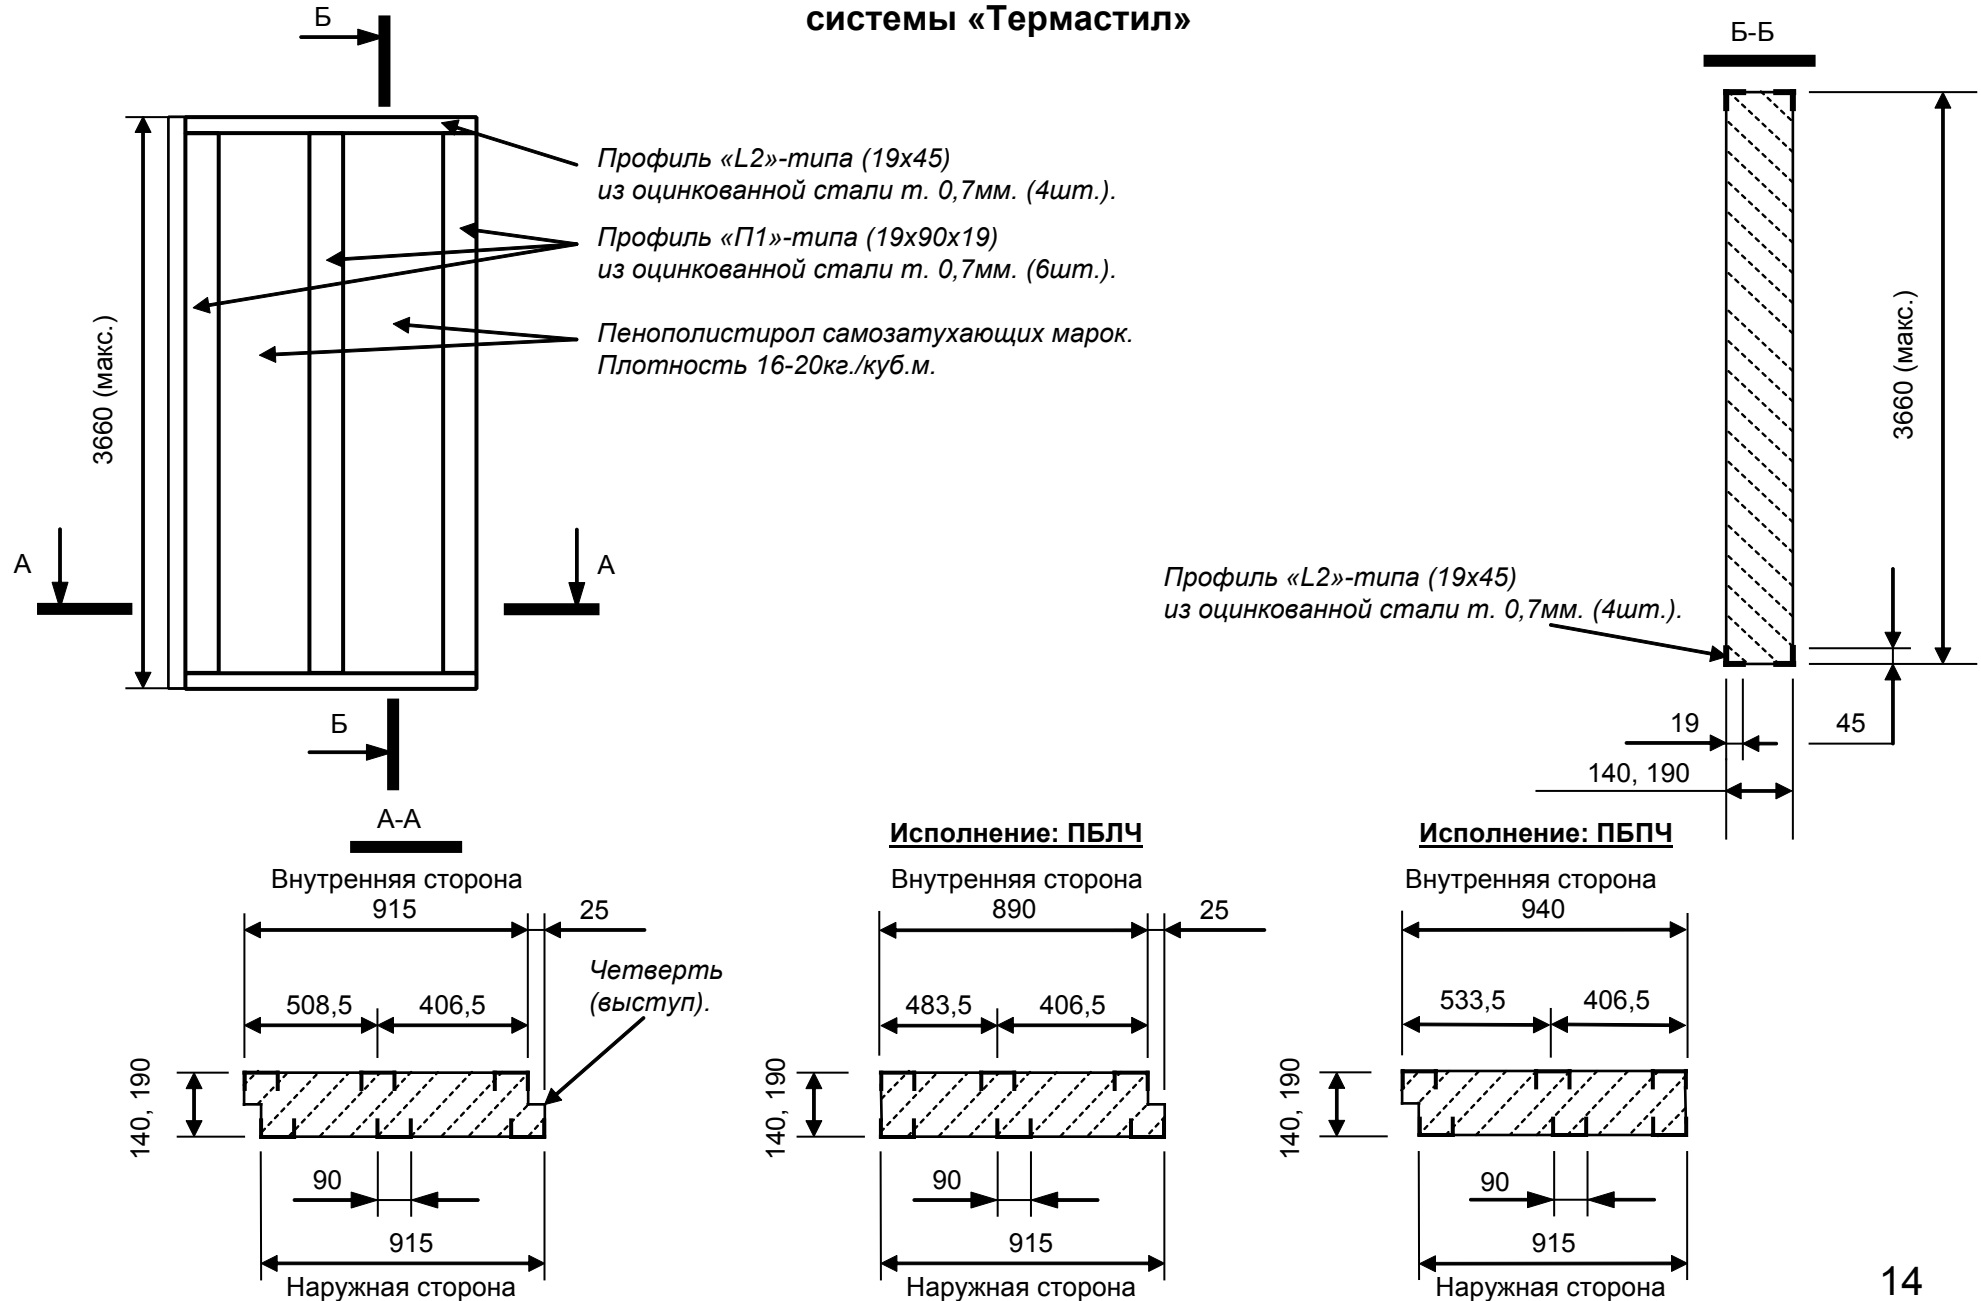 системы «Термастил»
Б
Б-Б
Профиль «L2»-типа (19х45)
из оцинкованной стали т. 0,7мм. (4шт.).
Профиль «П1»-типа (19х90х19)
из оцинкованной стали т. 0,7мм. (6шт.).
Пенополистирол самозатухающих марок.
Плотность 16-20кг./куб.м.
3660 (макс.)
3660 (макс.)
А
А
Профиль «L2»-типа (19х45)
из оцинкованной стали т. 0,7мм. (4шт.).
Б
19
45
140, 190
А-А
Внутренняя сторона
915
25
508,5
406,5
Четверть
(выступ).
140, 190
90
915
Наружная сторона
Исполнение: ПБЛЧ
Внутренняя сторона
890
25
483,5
406,5
140, 190
90
915
Наружная сторона
Исполнение: ПБПЧ
Внутренняя сторона
940
533,5
406,5
140, 190
90
915
Наружная сторона
14